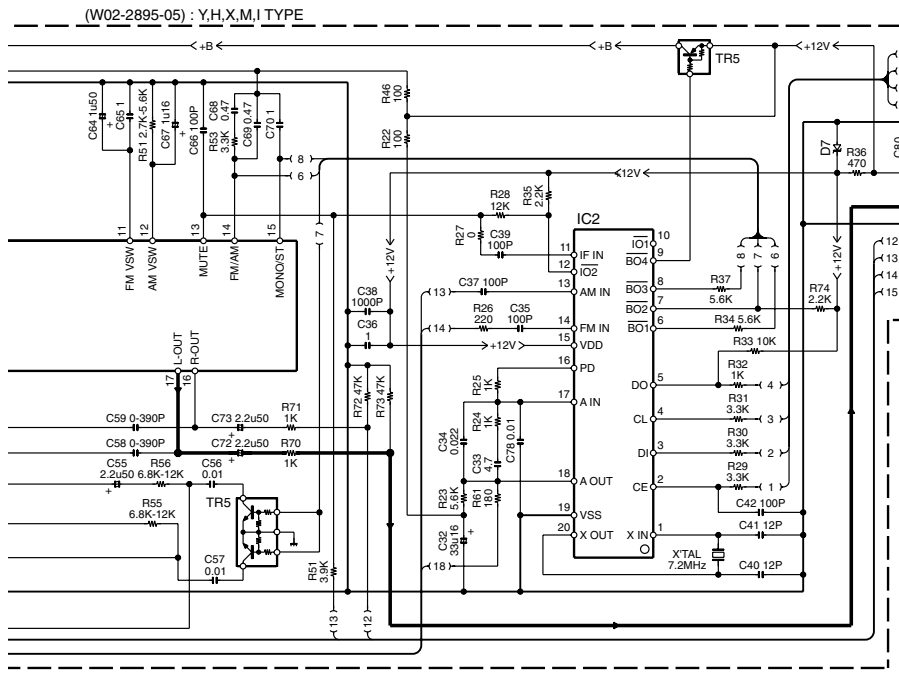 (W02-2895-05) : Y,H,X,M,I TYPE
+B
+B
TR5
+12V
C64 1u50
C65 1
R51 2.7K-5.6K
C67 1u16
C66 100P
C68
0.47
R53
3.3K
C69 0.47
C70 1
R46
100
R22
100
8
6
7
D7
R36
470
C80
+12V
R35
2.2K
R28
12K
R27
0
C39
100P
IC2
11
12
13
14
15
FM VSW
AM VSW
MUTE
FM/AM
MONO/ST
+12V
11
IF IN
12
IO2
13
AM IN
14
FM IN
15
VDD
16
PD
17
A IN
18
A OUT
19
VSS
20
X OUT
10
IO1
9
BO4
8
BO3
7
BO2
6
BO1
5
DO
4
CL
3
DI
2
CE
1
X IN
8
7
6
+12V
12
13
14
15
R37
5.6K
R74
2.2K
R34 5.6K
R33 10K
R32
1K
4
R31
3.3K
3
R30
3.3K
2
R29
3.3K
1
C42 100P
C41 12P
X'TAL
7.2MHz
C40 12P
13
C37 100P
C38
1000P
C36
1
14
R26
220
C35
100P
+12V
L-OUT
R-OUT
17
16
R72 47K
R73 47K
R25
1K
R24
1K
C34
0.022
C33
4.7
C78 0.01
R23
5.6K
R61
180
C32
33u16
18
C59 0-390P
C73 2.2u50
R71
1K
C58 0-390P
C72 2.2u50
R70
1K
C55
2.2u50
R56
6.8K-12K
C56
0.01
TR5
R55
6.8K-12K
C57
0.01
R51
3.9K
13
12